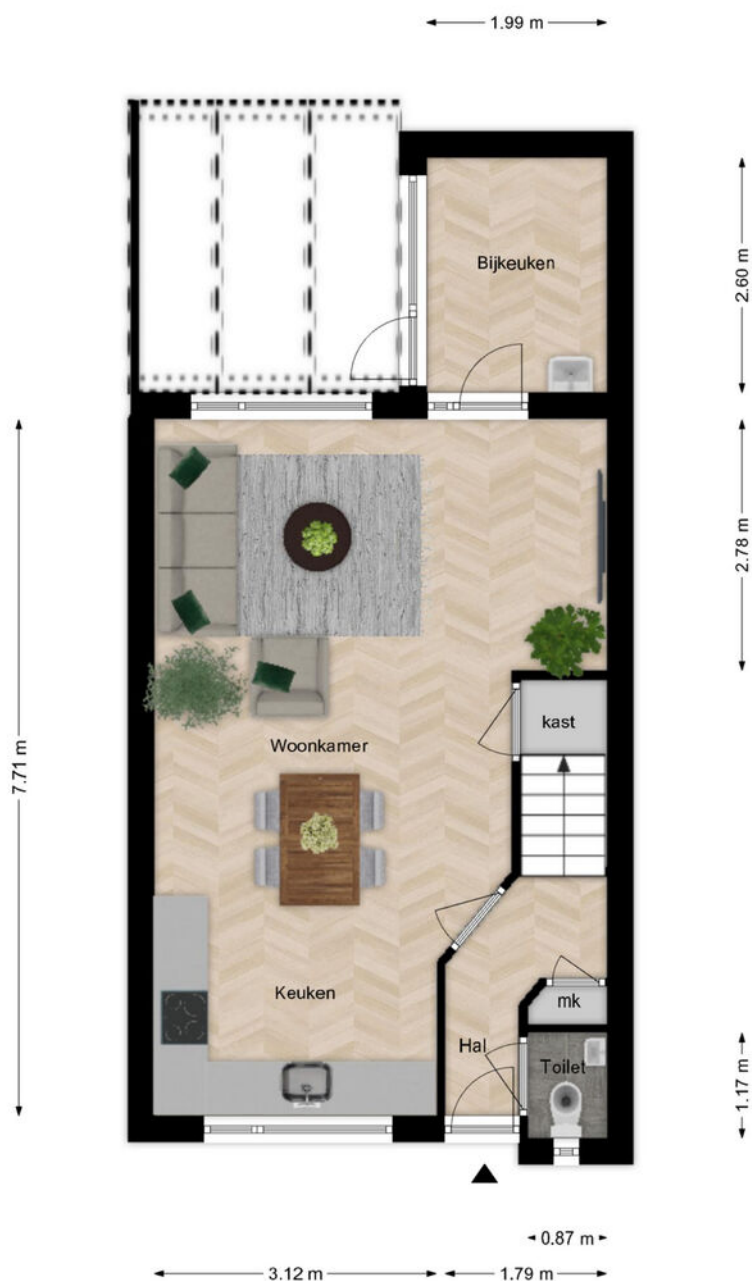 1.99 m
Bijkeuken
2.60 m
2.78 m
kast
Woonkamer
7.71 m
Keuken
mk
Hal
Toilet
1.17 m
0.87 m
3.12 m
1.79 m